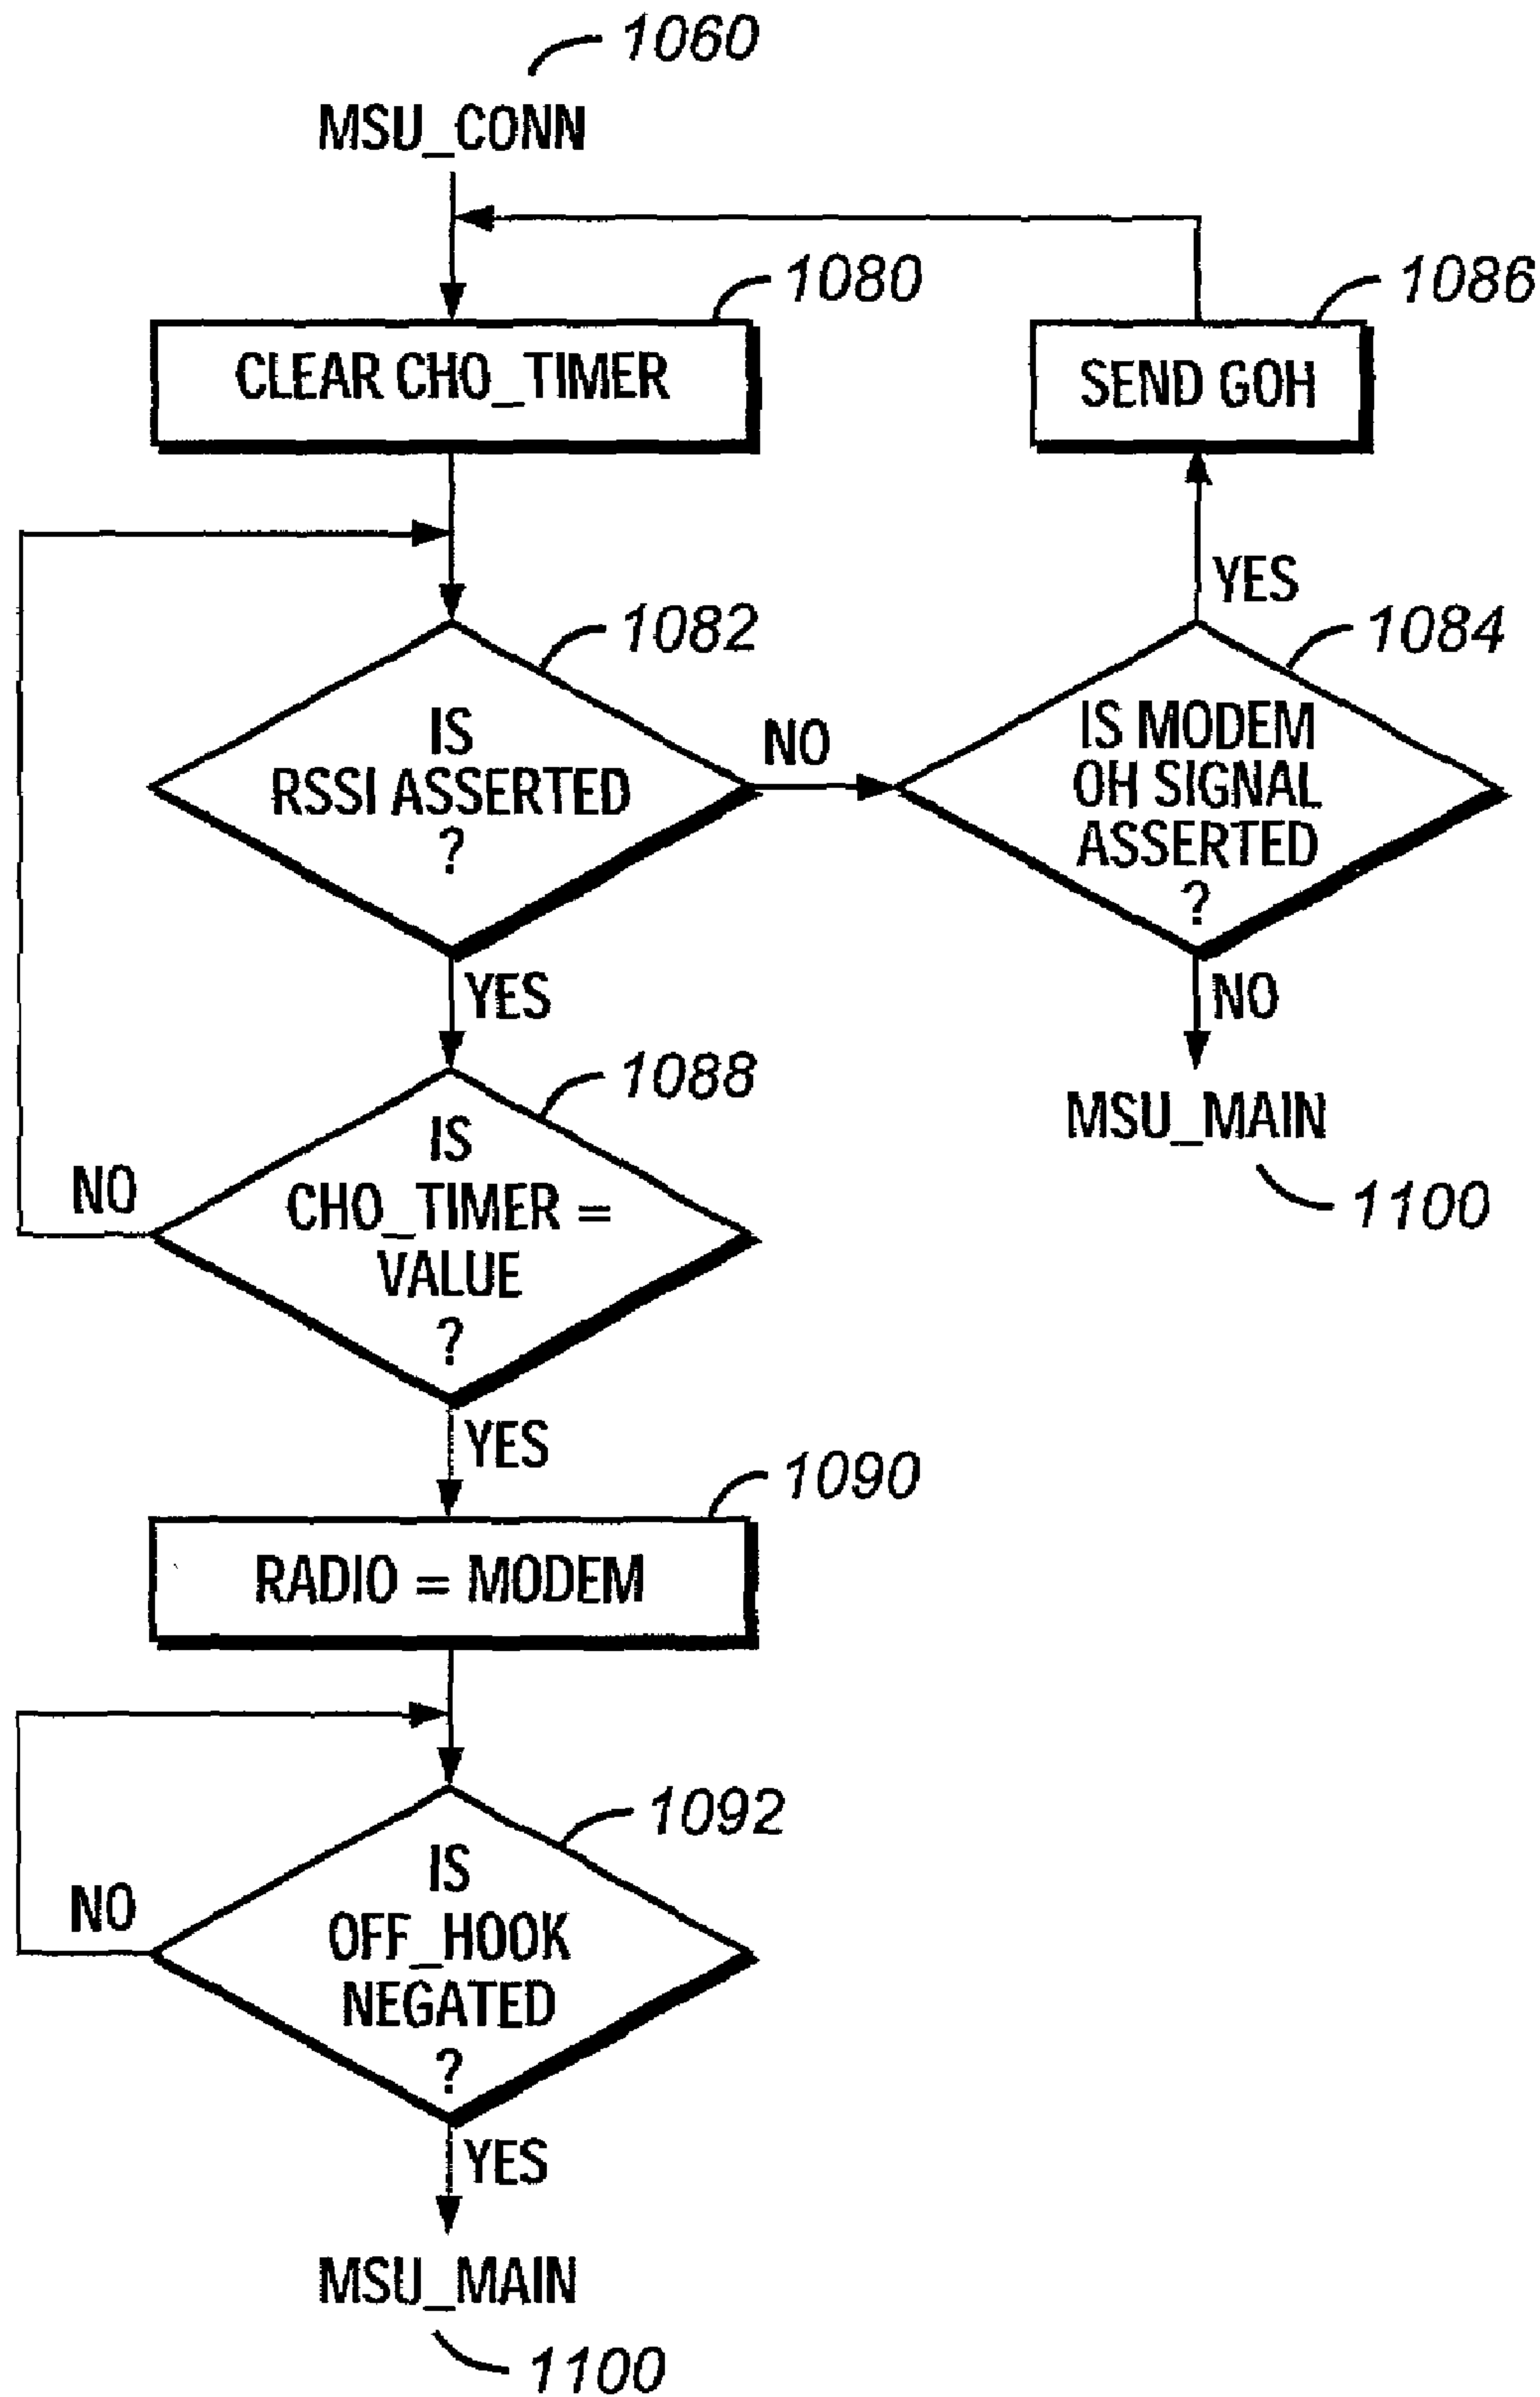 1060
MSU_CONN
1080
CLEAR CHO_TIMER
1086
SEND GOH
YES
1082
IS
RSSI ASSERTED
?
NO
1084
IS MODEM
OH SIGNAL
ASSERTED
?
YES
NO
MSU_MAIN
1100
1088
IS
CHO_TIMER =
VALUE
?
NO
YES
1090
RADIO = MODEM
1092
IS
OFF_HOOK
NEGATED
?
NO
YES
MSU_MAIN
1100